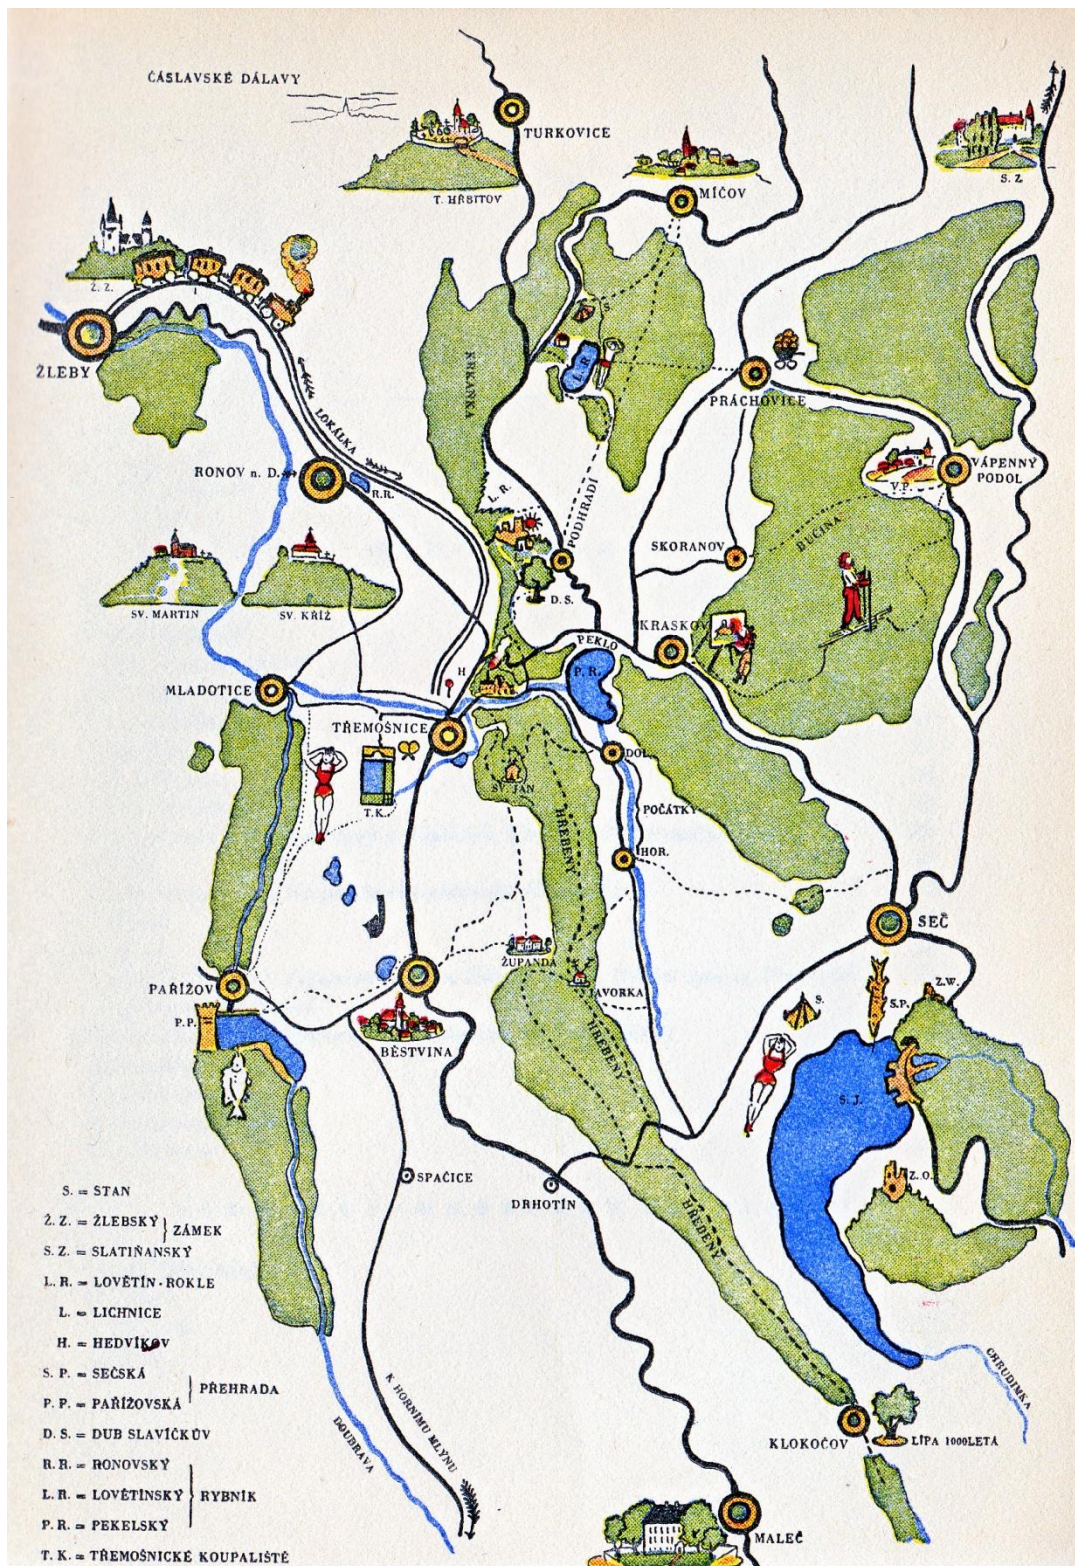 ČÁSLAVSKÉ DÁLAVY
TURKOVICE
T. HŘBITOV
MÍČOV
S. Z.
Ž. Z.
ŽLEBY
KRKAŇKA
S.
L. R.
PRÁCHOVICE
LOKÁLKA
RONOV n. D.
R.R.
VÁPENNÝ
PODOL
V.P.
L. R.
L.
PODHRADÍ
SKORANOV
BUČINA
SV. MARTIN
SV. KŘÍŽ
D. S.
KRASKOV
PEKLO
H
P. R.
MLADOTICE
TŘEMOŠNICE
DOL.
SV. JAN
T.K.
HŘEBENY
POČÁTKY
HOR.
SEČ
ŽUPANDA
PAŘÍŽOV
JAVORKA
S.
S.P.
Z.W.
P. P.
BĚSTVINA
HŘEBENY
S. J.
SPAČICE
DRHOTÍN
Z.O.
HŘEBENY
S. = STAN
Ž. Z. = ŽLEBSKÝ
ZÁMEK
S. Z. = SLATIŇANSKÝ
L. R. = LOVĚTÍN-ROKLE
L. = LICHNICE
H. = HEDVÍKOV
S. P. = SEČSKÁ
PŘEHRADA
P. P. = PAŘÍŽOVSKÁ
D. S. = DUB SLAVÍČKŮV
R. R. = RONOVSKÝ
L. R. = LOVĚTÍNSKÝ
RYBNÍK
P. R. = PEKELSKÝ
T. K. = TŘEMOŠNICKÉ KOUPALIŠTĚ
DOUBRAVA
K HORNÍMU MLÝNU
CHRUDIMKA
KLOKOČOV
LÍPA 1000LETÁ
MALEČ